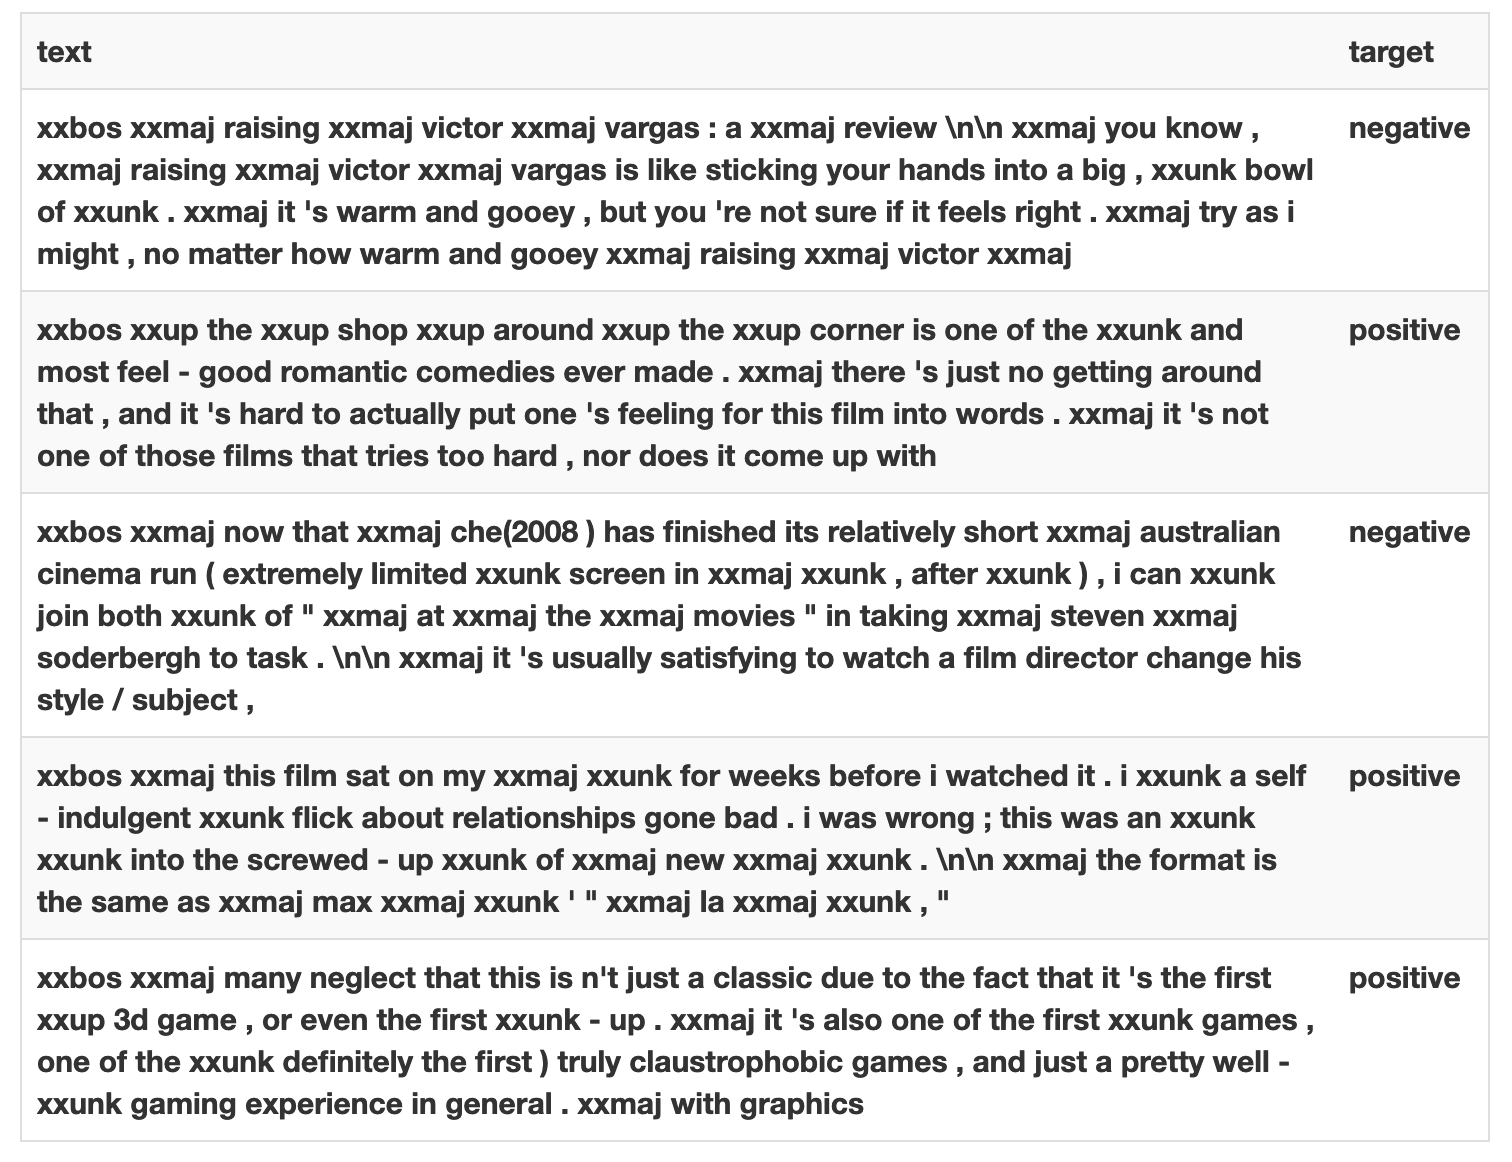 text target
xxbos xxmaj raising xxmaj victor xxmaj vargas : a xxmaj review \n\n xxmaj you know , negative
xxmaj raising xxmaj victor xxmaj vargas is like sticking your hands into a big , xxunk bowl
of xxunk . xxmaj it 's warm and gooey , but you 're not sure if it feels right . xxmaj try as i
might , no matter how warm and gooey xxmaj raising xxmaj victor xxmaj
xxbos xxup the xxup shop xxup around xxup the xxup corner is one of the xxunk and positive
most feel - good romantic comedies ever made . xxmaj there 's just no getting around
that , and it 's hard to actually put one 's feeling for this film into words . xxmaj it 's not
one of those films that tries too hard , nor does it come up with
xxbos xxmaj now that xxmaj che(2008 ) has finished its relatively short xxmaj australian negative
cinema run ( extremely limited xxunk screen in xxmaj xxunk , after xxunk ) , i can xxunk
join both xxunk of " xxmaj at xxmaj the xxmaj movies " in taking xxmaj steven xxmaj
soderbergh to task . \n\n xxmaj it 's usually satisfying to watch a film director change his
style / subject ,
xxbos xxmaj this film sat on my xxmaj xxunk for weeks before i watched it . i xxunk a self positive
- indulgent xxunk flick about relationships gone bad . i was wrong ; this was an xxunk
xxunk into the screwed - up xxunk of xxmaj new xxmaj xxunk . \n\n xxmaj the format is
the same as xxmaj max xxmaj xxunk ' " xxmaj la xxmaj xxunk , "
xxbos xxmaj many neglect that this is n't just a classic due to the fact that it 's the first positive
xxup 3d game , or even the first xxunk - up . xxmaj it 's also one of the first xxunk games ,
one of the xxunk definitely the first ) truly claustrophobic games , and just a pretty well -
xxunk gaming experience in general . xxmaj with graphics